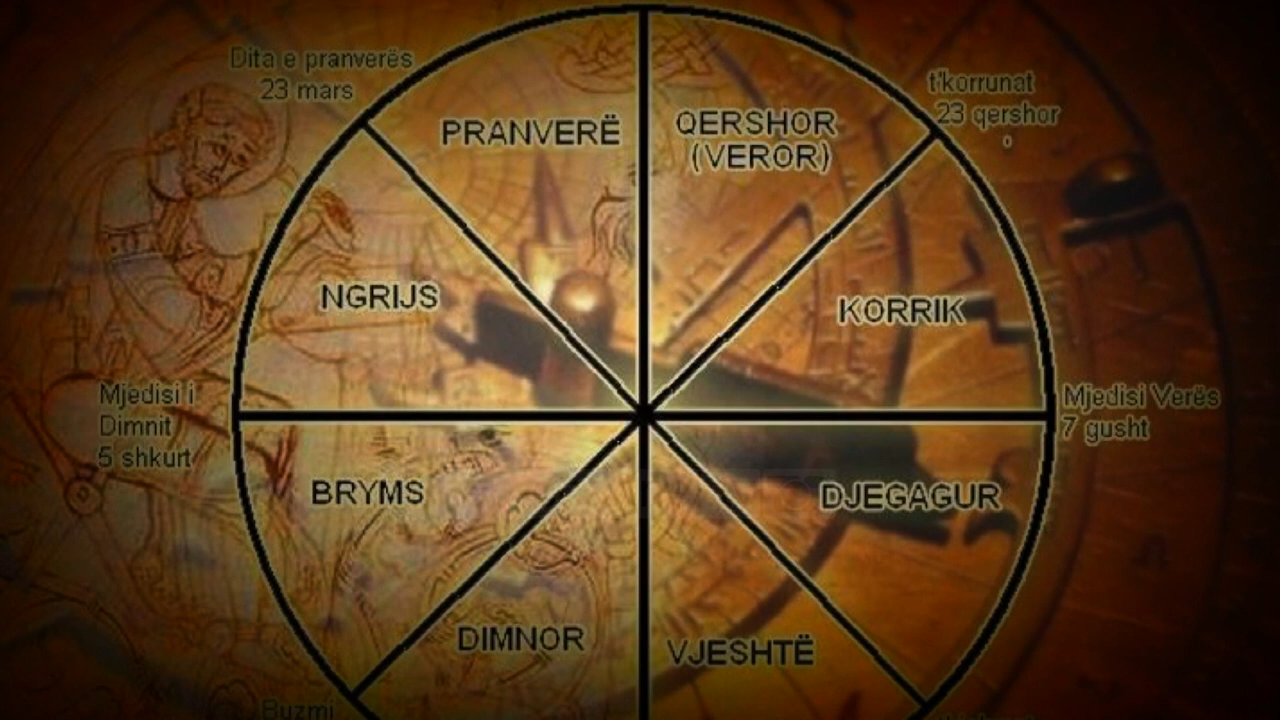 Dita e pranverës
23 mars
t'korrunat
23 qershor
PRANVERË
QERSHOR
(VEROR)
NGRIJS
KORRIK
Mjedisi i
Dimnit
5 shkurt
Mjedisi Verës
7 gusht
BRYMS
DJEGAGUR
DIMNOR
VJESHTË
Buzmi